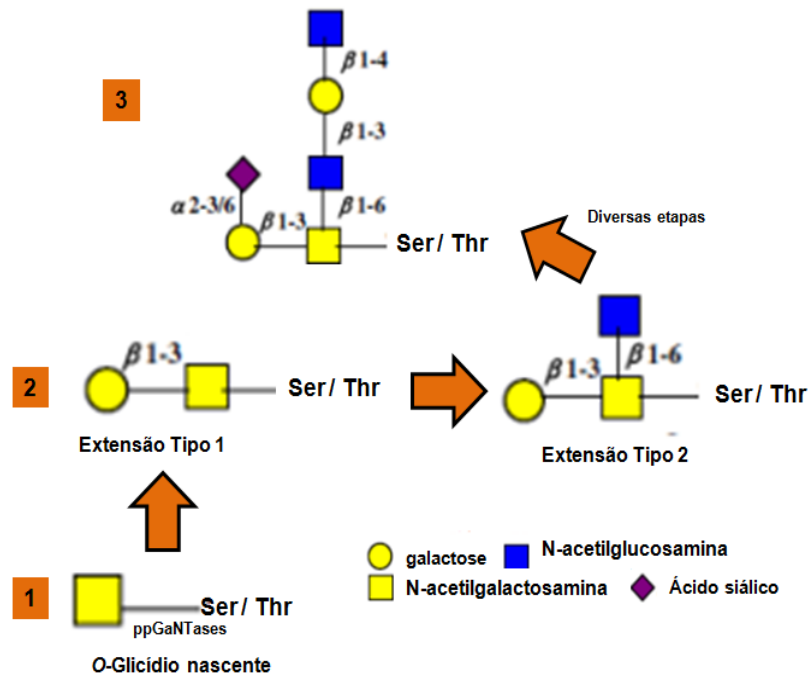 β1-4
3
β1-3
α2-3/6
β1-3
β1-6
Ser / Thr
Diversas etapas
2
β1-3
Ser / Thr
Extensão Tipo 1
β1-3
β1-6
Ser / Thr
Extensão Tipo 2
galactose
N-acetilglucosamina
N-acetilgalactosamina
Ácido siálico
1
Ser / Thr
ppGaNTases
O-Glicídio nascente